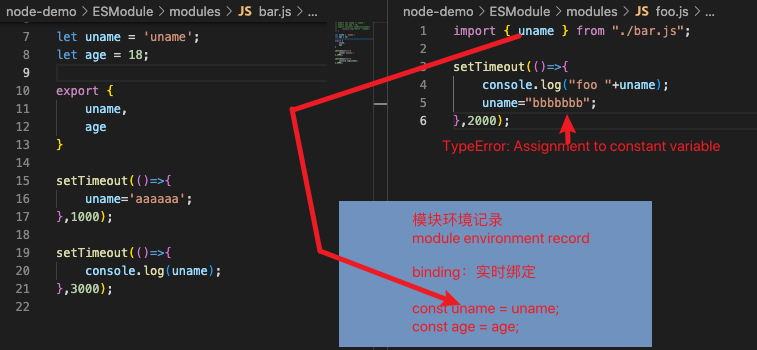 node-demo > ESModule > modules > JS bar.js > ...
7 let uname = 'uname';
8 let age = 18;
9
10 export {
11 uname,
12 age
13 }
14
15 setTimeout(()=>{
16 uname='aaaaaa';
17 },1000);
18
19 setTimeout(()=>{
20 console.log(uname);
21 },3000);
22
node-demo > ESModule > modules > JS foo.js > ...
1 import { uname } from "./bar.js";
2
3 setTimeout(()=>{
4 console.log("foo "+uname);
5 uname="bbbbbbb";
6 },2000);
TypeError: Assignment to constant variable
模块环境记录
module environment record
binding：实时绑定
const uname = uname;
const age = age;